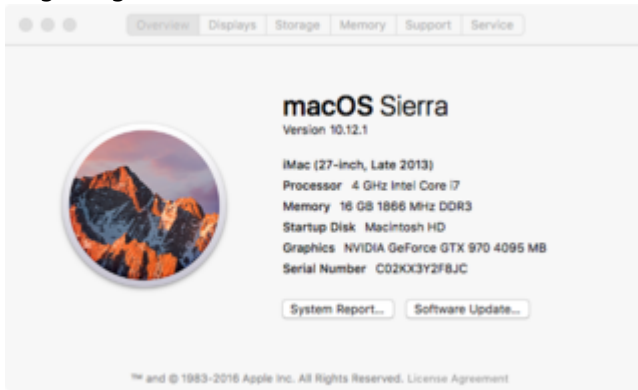 Overview Displays Storage Memory Support Service
macOS Sierra
Version 10.12.1
iMac (27-inch, Late 2013)
Processor 4 GHz Intel Core i7
Memory 16 GB 1866 MHz DDR3
Startup Disk Macintosh HD
Graphics NVIDIA GeForce GTX 970 4095 MB
Serial Number C02KX3Y2F8JC
System Report... Software Update...
™ and © 1983-2016 Apple Inc. All Rights Reserved. License Agreement